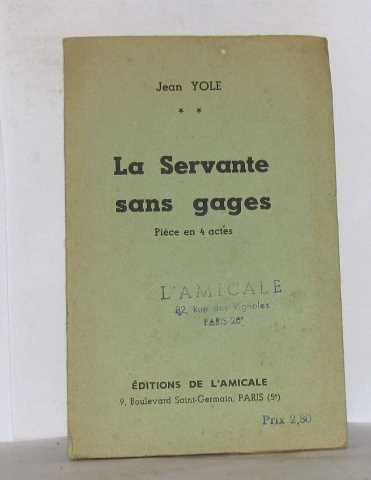 Jean YOLE
* *
La Servante
sans gages
Pièce en 4 actes
L'AMICALE
82, Rue des Vignoles
PARIS-20ᵉ
ÉDITIONS DE L'AMICALE
9, Boulevard Saint-Germain, PARIS (5ᵉ)
Prix 2,80